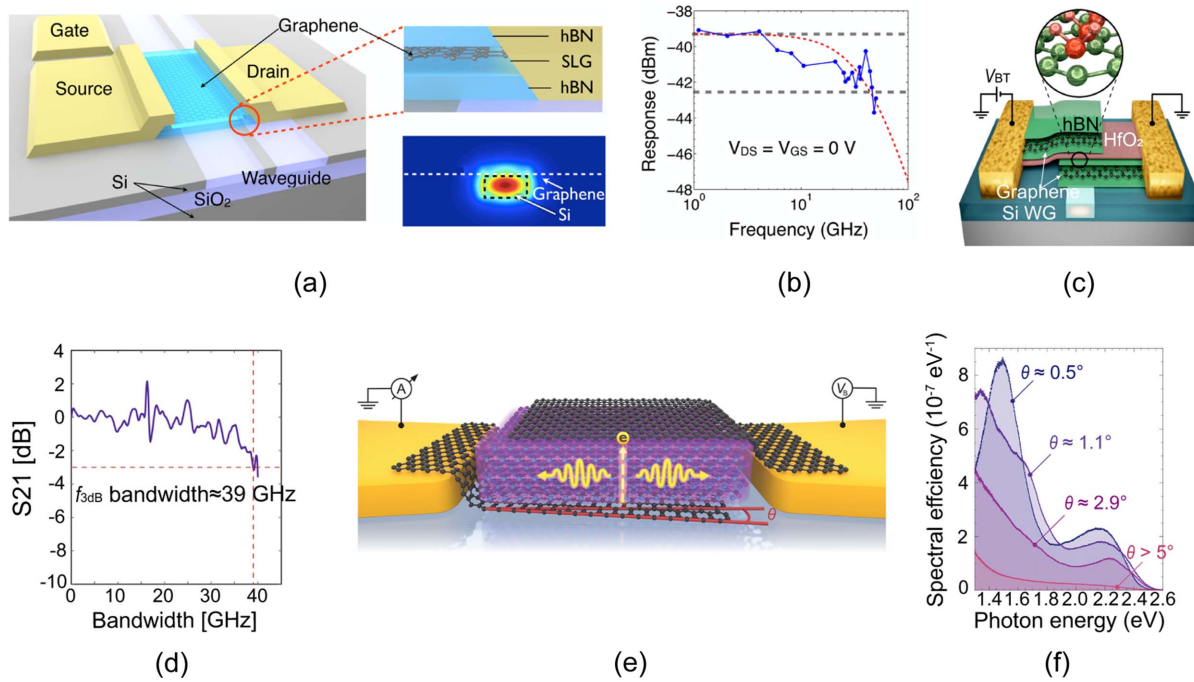 Gate
Graphene
Source
Drain
Si
SiO₂
Waveguide
hBN
SLG
hBN
Graphene
Si
(a)
Response (dBm)
−38
−40
−42
−44
−46
−48
V_DS = V_GS = 0 V
10⁰
10¹
10²
Frequency (GHz)
(b)
V_BT
hBN
HfO₂
Graphene
Si WG
(c)
S21 [dB]
4
2
0
-2
-4
-6
-8
-10
f_3dB bandwidth≈39 GHz
0 10 20 30 40
Bandwidth [GHz]
(d)
A
V_B
e
θ
(e)
Spectral effciency (10⁻⁷ eV⁻¹)
8
6
4
2
0
θ ≈ 0.5°
θ ≈ 1.1°
θ ≈ 2.9°
θ > 5°
1.4 1.6 1.8 2.0 2.2 2.4 2.6
Photon energy (eV)
(f)